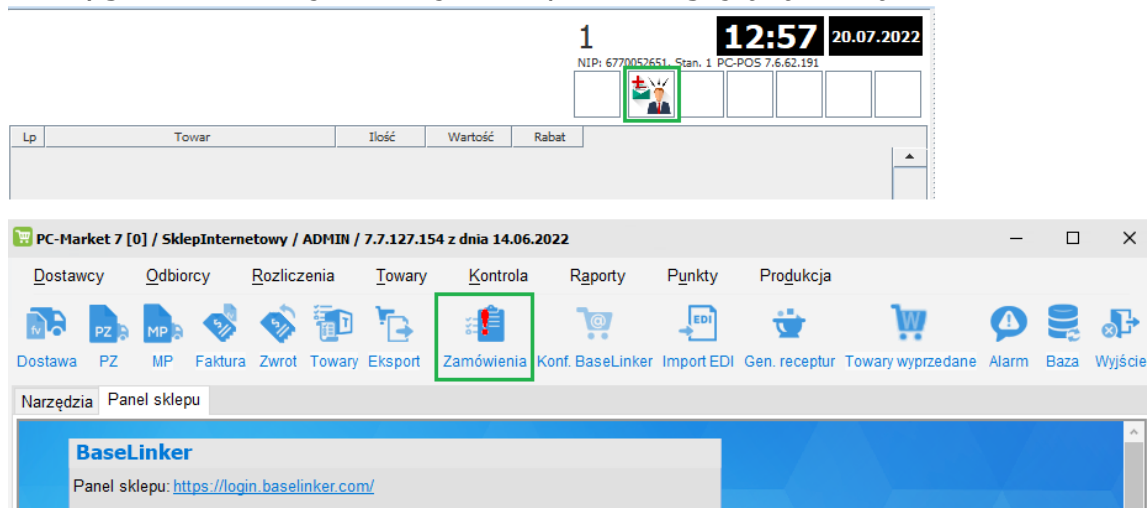 1
12:57
20.07.2022
NIP: 6770052651, Stan. 1 PC-POS 7.6.62.191
Lp Towar Ilość Wartość Rabat
PC-Market 7 [0] / SklepInternetowy / ADMIN / 7.7.127.154 z dnia 14.06.2022
Dostawcy Odbiorcy Rozliczenia Towary Kontrola Raporty Punkty Produkcja
fv PZ MP fv $ $ T @ EDI W
Dostawa PZ MP Faktura Zwrot Towary Eksport Zamówienia Konf. BaseLinker Import EDI Gen. receptur Towary wyprzedane Alarm Baza Wyjście
Narzędzia Panel sklepu
BaseLinker
Panel sklepu: https://login.baselinker.com/